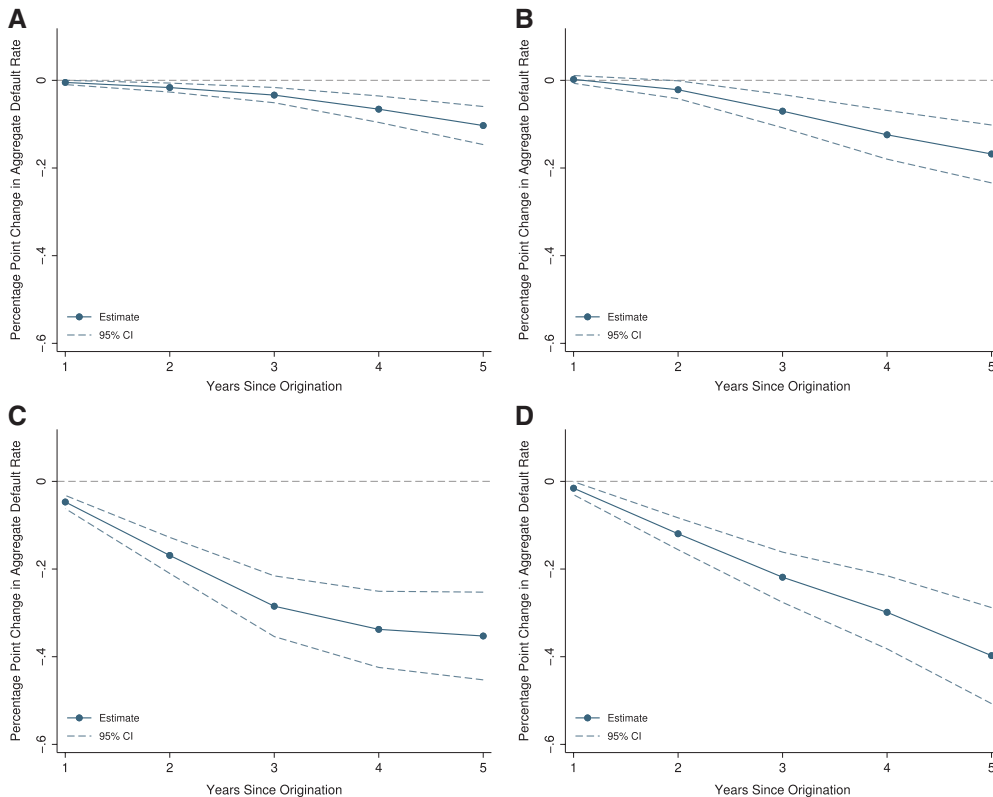 A
Percentage Point Change in Aggregate Default Rate
0
−.2
−.4
−.6
Estimate
95% CI
1 2 3 4 5
Years Since Origination
B
Percentage Point Change in Aggregate Default Rate
0
−.2
−.4
−.6
Estimate
95% CI
1 2 3 4 5
Years Since Origination
C
Percentage Point Change in Aggregate Default Rate
0
−.2
−.4
−.6
Estimate
95% CI
1 2 3 4 5
Years Since Origination
D
Percentage Point Change in Aggregate Default Rate
0
−.2
−.4
−.6
Estimate
95% CI
1 2 3 4 5
Years Since Origination